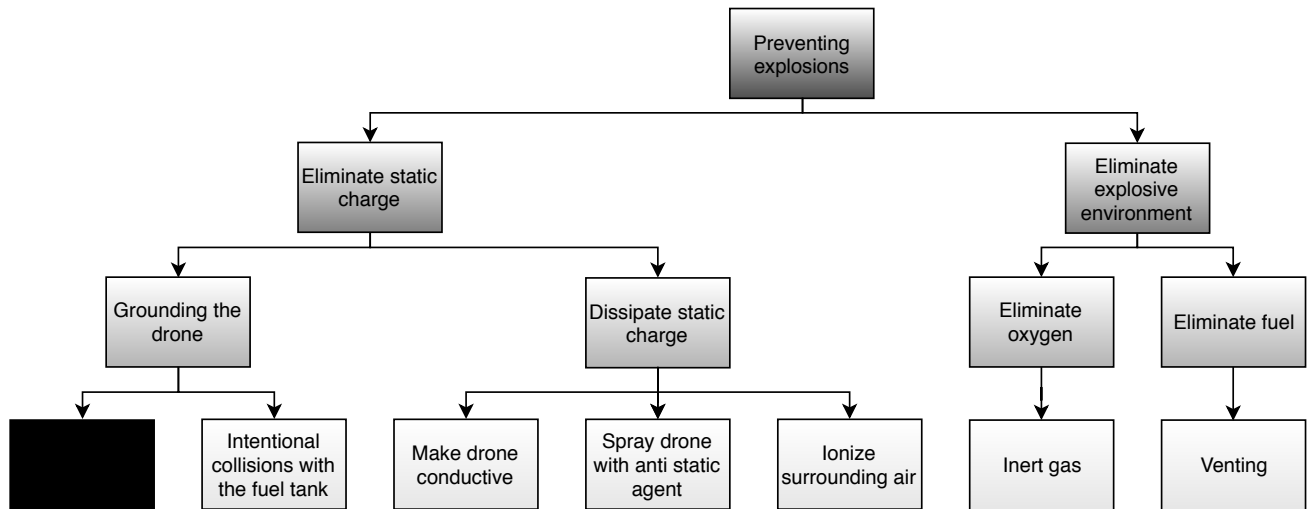 Preventing
explosions
Eliminate static
charge
Eliminate
explosive
environment
Grounding the
drone
Dissipate static
charge
Eliminate
oxygen
Eliminate fuel
Intentional
collisions with
the fuel tank
Make drone
conductive
Spray drone
with anti static
agent
Ionize
surrounding air
Inert gas
Venting